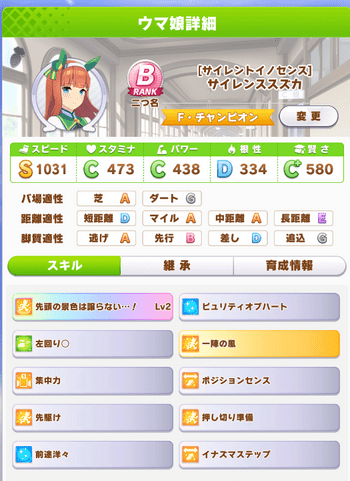 ウマ娘詳細
[サイレントイノセンス]
サイレンススズカ
B
RANK
二つ名
F・チャンピオン
変更
スピード スタミナ パワー 根性 賢さ
S 1031 C 473 C 438 D 334 C+ 580
バ場適性 芝 A ダート G
距離適性 短距離 D マイル A 中距離 A 長距離 E
脚質適性 逃げ A 先行 B 差し D 追込 G
スキル 継承 育成情報
先頭の景色は譲らない…! Lv2 ピュリティオブハート
左回り○ 一陣の風
集中力 ポジションセンス
先駆け 押し切り準備
前途洋々 イナズマステップ